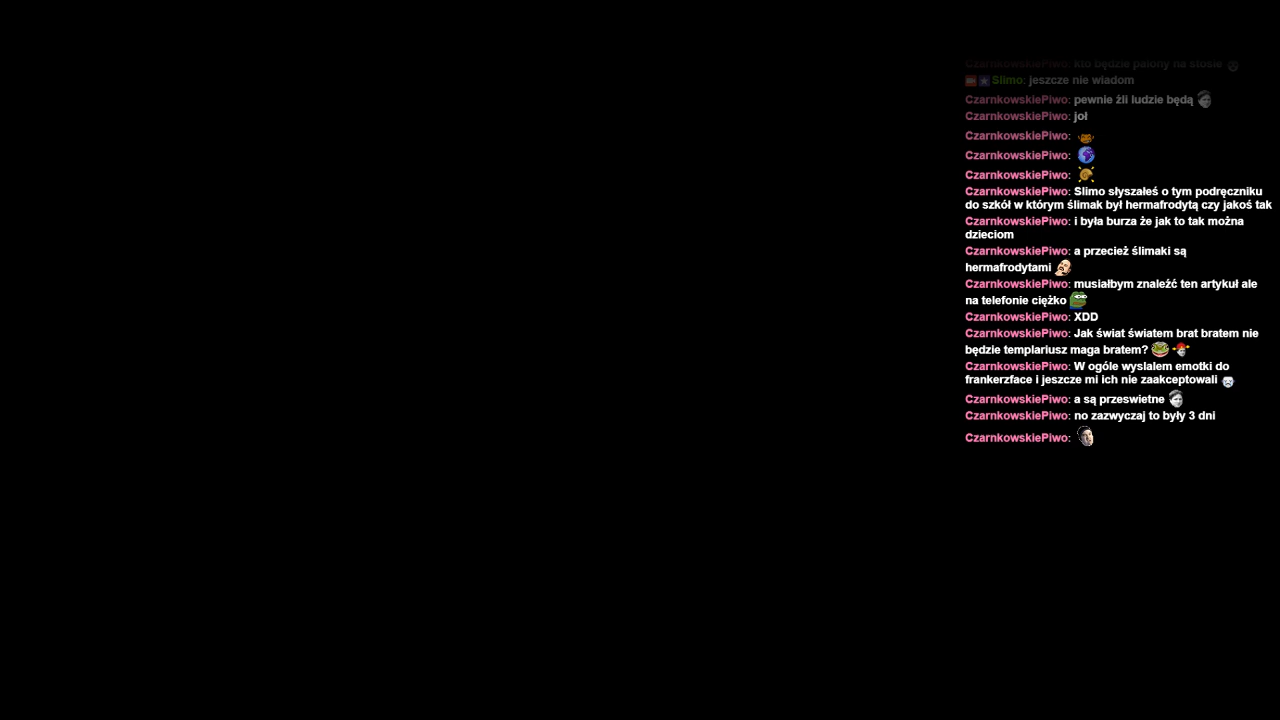 CzarnkowskiePiwo: kto będzie palony na stosie
Slimo: jeszcze nie wiadom
CzarnkowskiePiwo: pewnie źli ludzie będą
CzarnkowskiePiwo: joł
CzarnkowskiePiwo:
CzarnkowskiePiwo:
CzarnkowskiePiwo:
CzarnkowskiePiwo: Slimo słyszałeś o tym podręczniku
do szkół w którym ślimak był hermafrodytą czy jakoś tak
CzarnkowskiePiwo: i była burza że jak to tak można
dzieciom
CzarnkowskiePiwo: a przecież ślimaki są
hermafrodytami
CzarnkowskiePiwo: musiałbym znaleźć ten artykuł ale
na telefonie ciężko
CzarnkowskiePiwo: XDD
CzarnkowskiePiwo: Jak świat światem brat bratem nie
będzie templariusz maga bratem?
CzarnkowskiePiwo: W ogóle wyslalem emotki do
frankerzface i jeszcze mi ich nie zaakceptowali
CzarnkowskiePiwo: a są przeswietne
CzarnkowskiePiwo: no zazwyczaj to były 3 dni
CzarnkowskiePiwo: